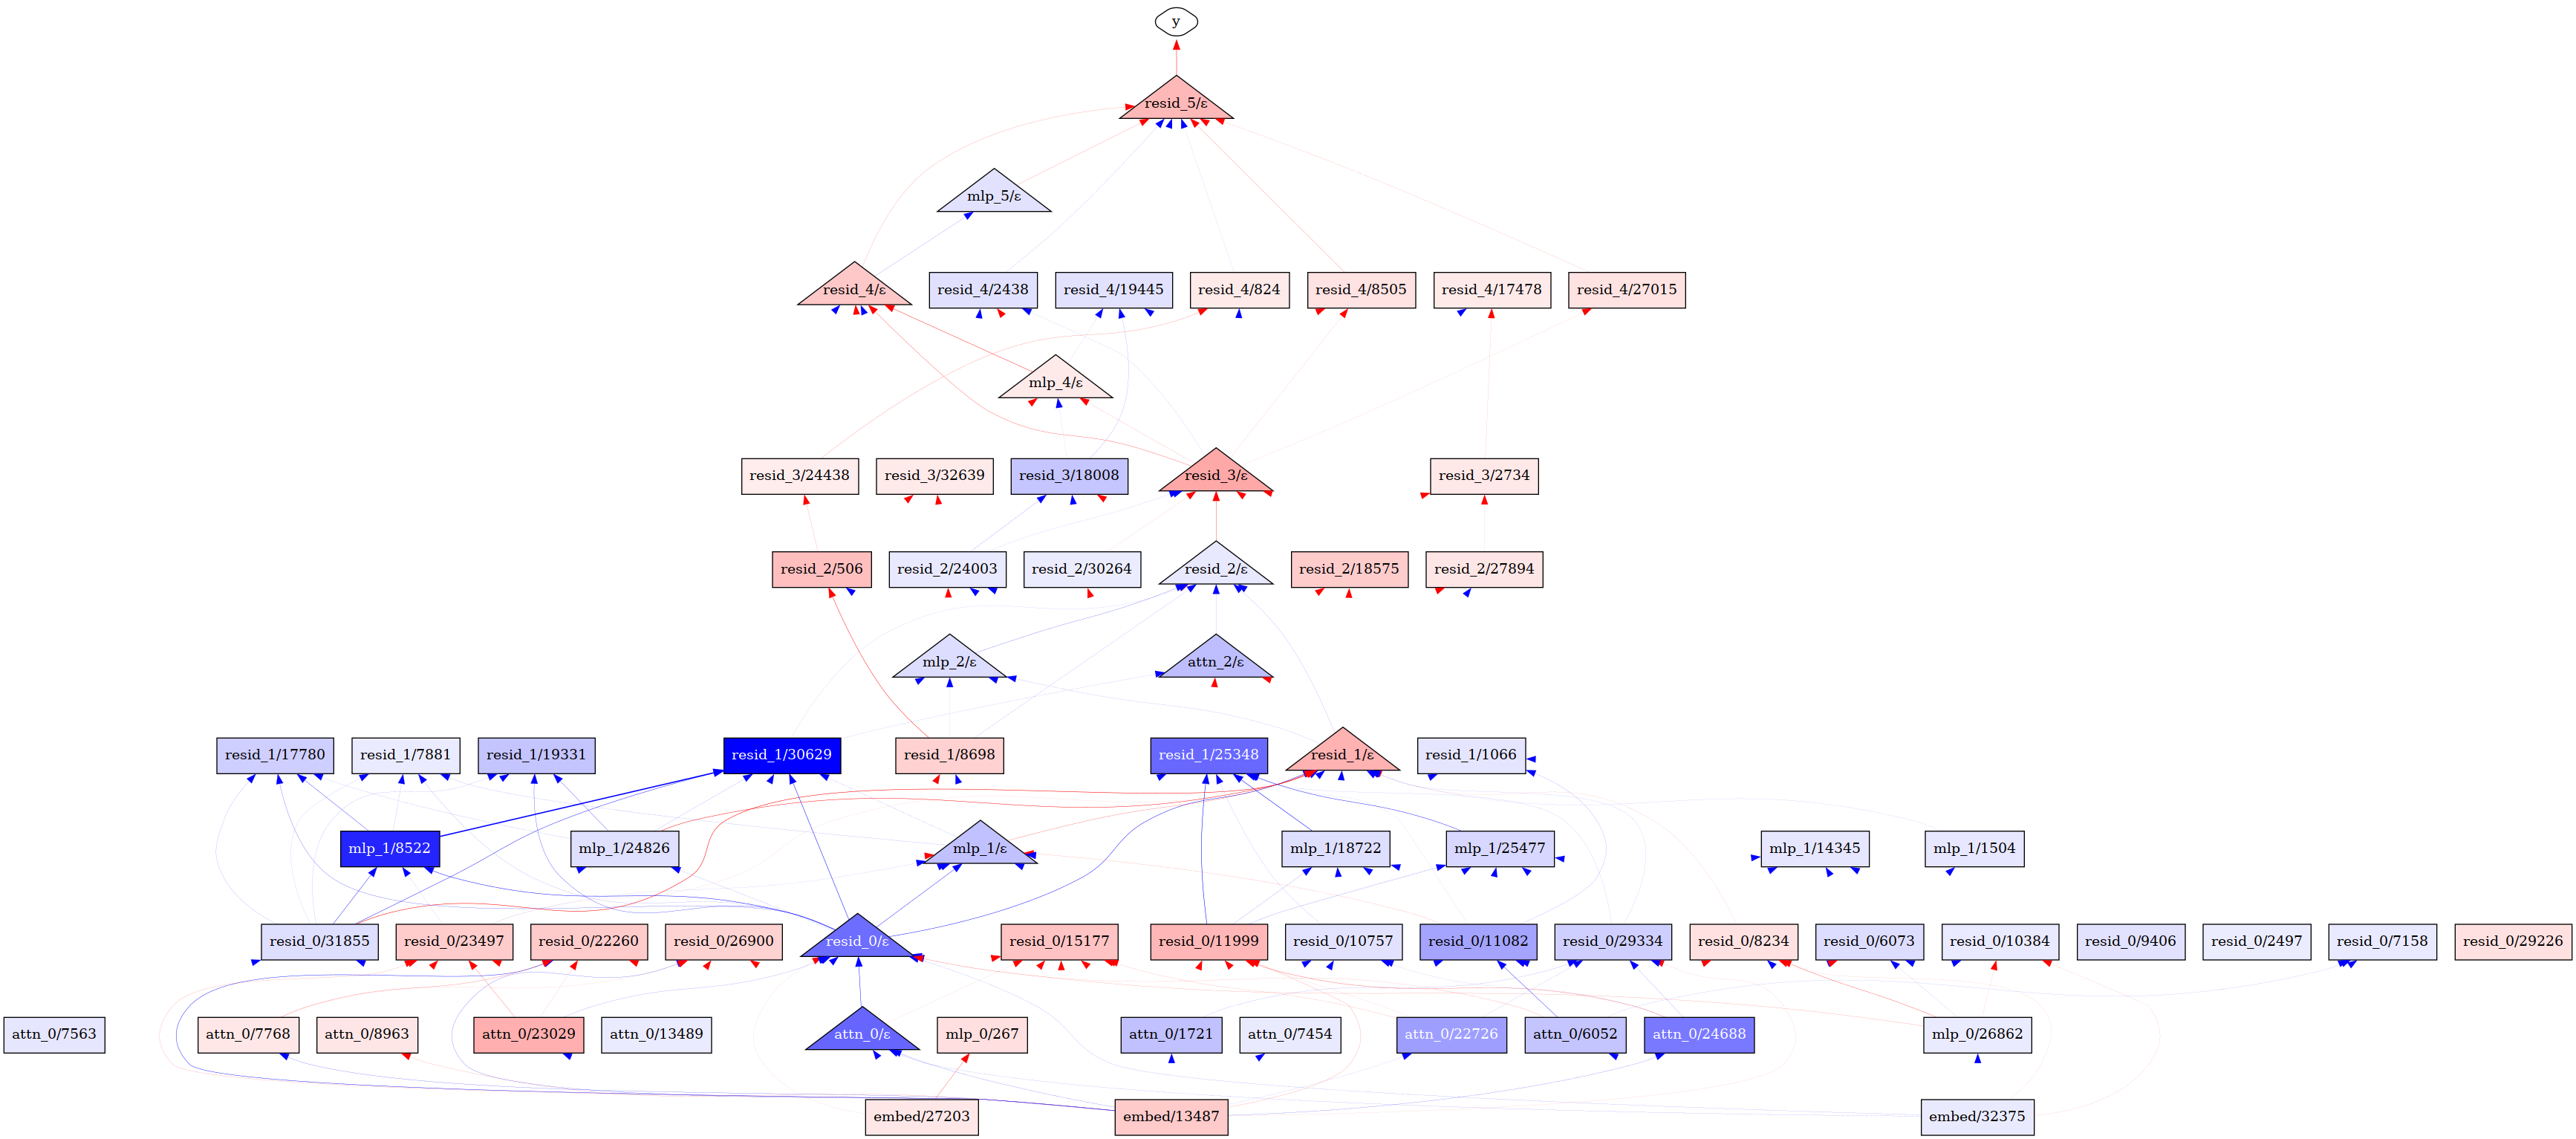 y
resid_5/ε
mlp_5/ε
resid_4/ε
resid_4/2438
resid_4/19445
resid_4/824
resid_4/8505
resid_4/17478
resid_4/27015
mlp_4/ε
resid_3/24438
resid_3/32639
resid_3/18008
resid_3/ε
resid_3/2734
resid_2/506
resid_2/24003
resid_2/30264
resid_2/ε
resid_2/18575
resid_2/27894
mlp_2/ε
attn_2/ε
resid_1/17780
resid_1/7881
resid_1/19331
resid_1/30629
resid_1/8698
resid_1/25348
resid_1/ε
resid_1/1066
mlp_1/8522
mlp_1/24826
mlp_1/ε
mlp_1/18722
mlp_1/25477
mlp_1/14345
mlp_1/1504
resid_0/31855
resid_0/23497
resid_0/22260
resid_0/26900
resid_0/ε
resid_0/15177
resid_0/11999
resid_0/10757
resid_0/11082
resid_0/29334
resid_0/8234
resid_0/6073
resid_0/10384
resid_0/9406
resid_0/2497
resid_0/7158
resid_0/29226
attn_0/7563
attn_0/7768
attn_0/8963
attn_0/23029
attn_0/13489
attn_0/ε
mlp_0/267
attn_0/1721
attn_0/7454
attn_0/22726
attn_0/6052
attn_0/24688
mlp_0/26862
embed/27203
embed/13487
embed/32375